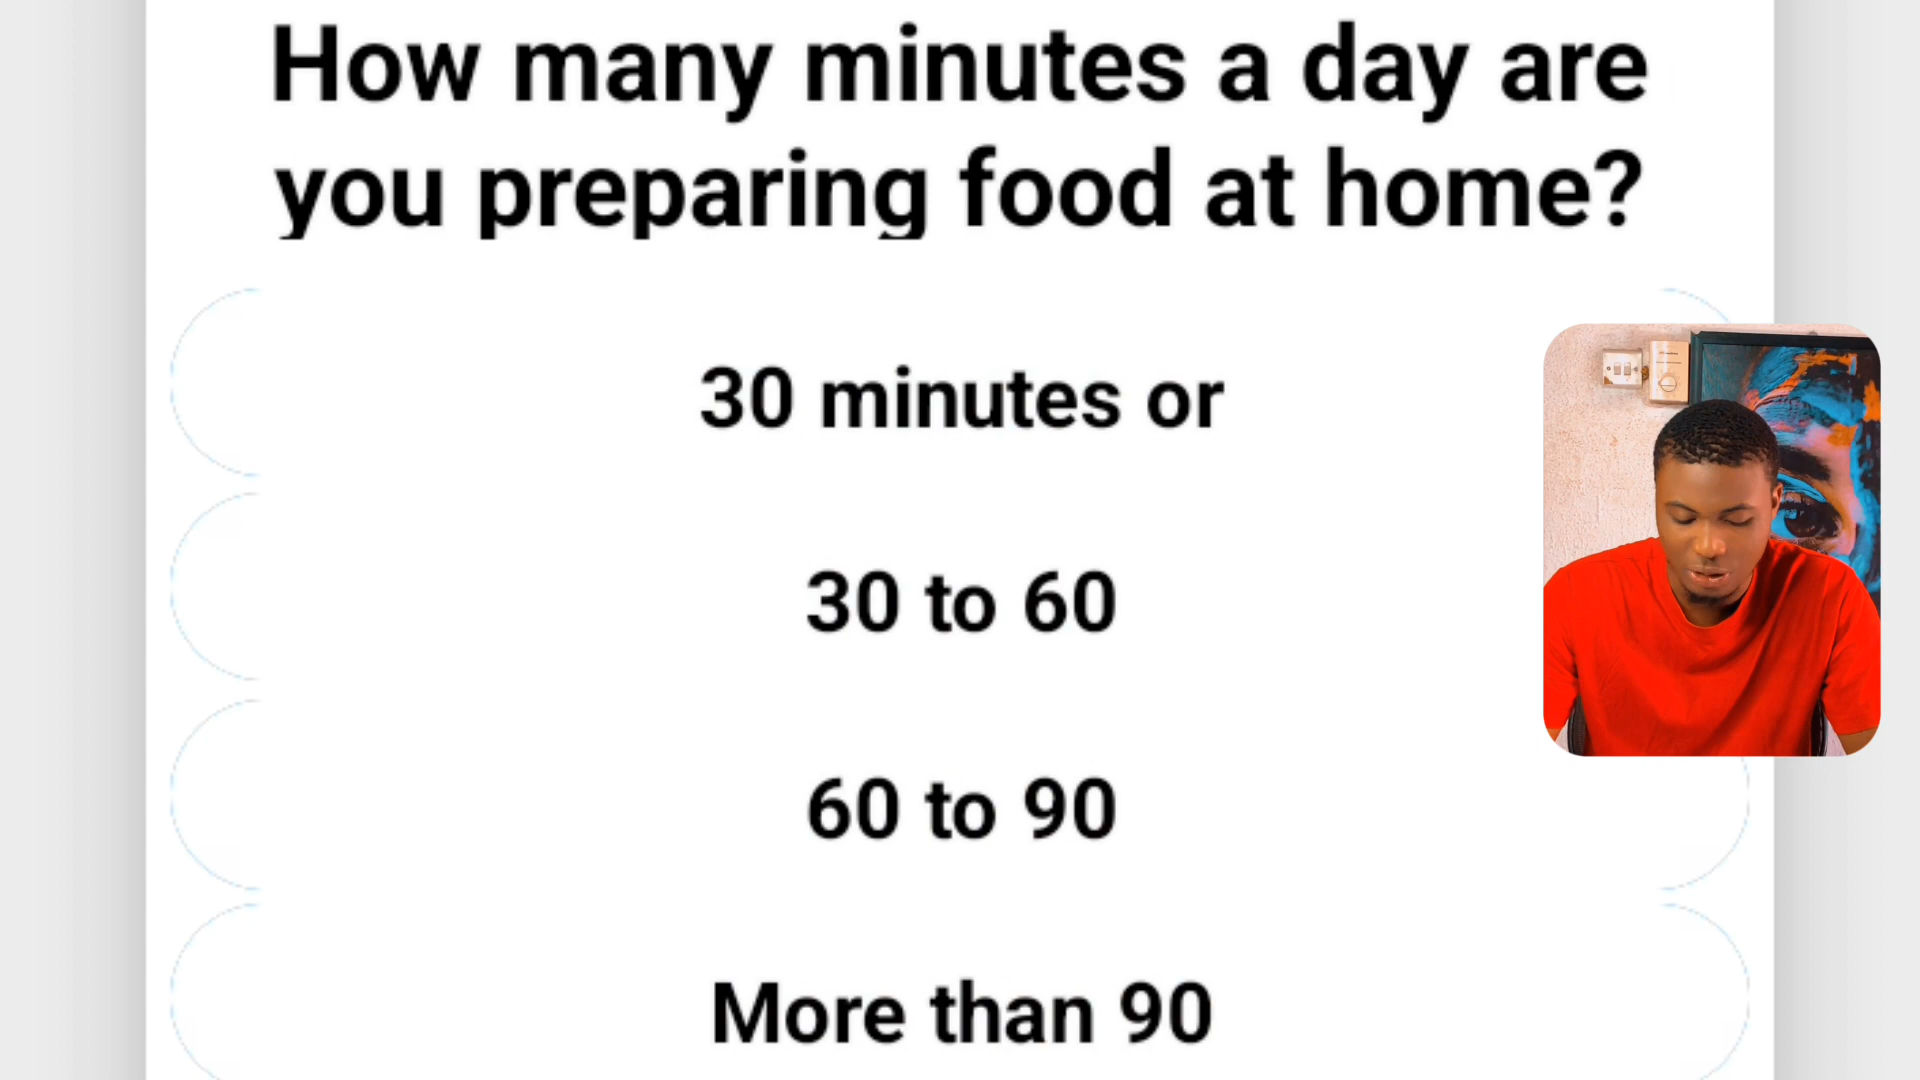 How many minutes a day are
you preparing food at home?
30 minutes or
30 to 60
60 to 90
More than 90